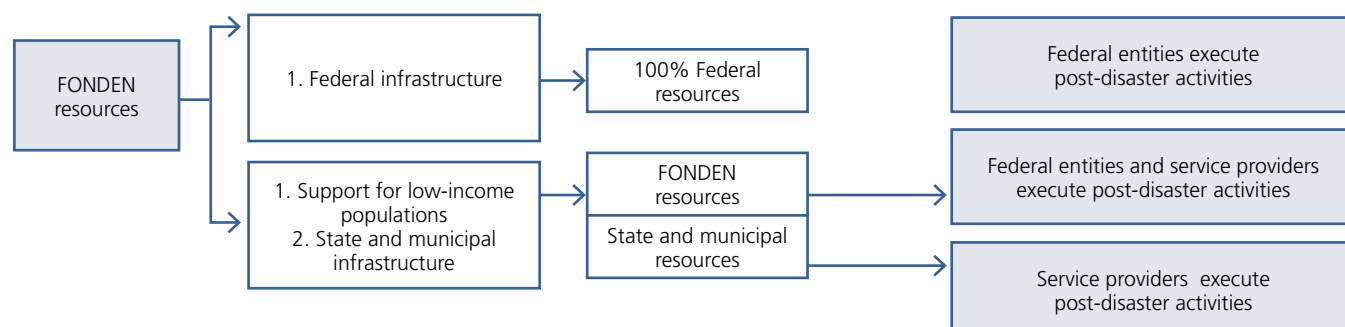 FONDEN
resources
1. Federal infrastructure
100% Federal
resources
Federal entities execute
post-disaster activities
1. Support for low-income
populations
2. State and municipal
infrastructure
FONDEN
resources
State and municipal
resources
Federal entities and service providers
execute post-disaster activities
Service providers execute
post-disaster activities